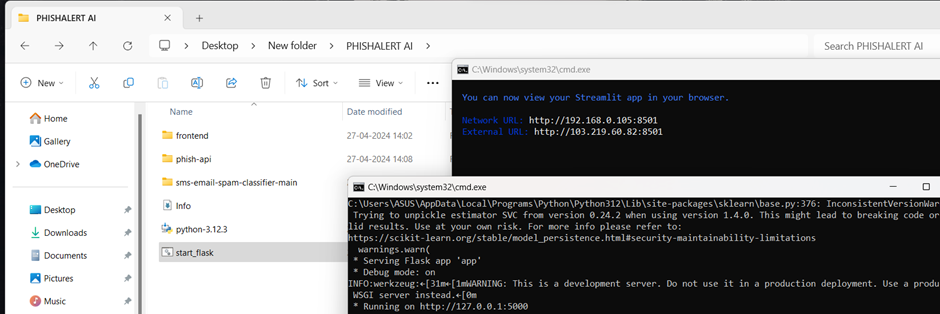 PHISHALERT AI
Desktop > New folder > PHISHALERT AI >
Search PHISHALERT AI
New
Sort
View
Name
Date modified
Home
Gallery
OneDrive
Desktop
Downloads
Documents
Pictures
Music
frontend
27-04-2024 14:02
phish-api
27-04-2024 14:08
sms-email-spam-classifier-main
Info
python-3.12.3
start_flask
C:\Windows\system32\cmd.exe
You can now view your Streamlit app in your browser.
Network URL: http://192.168.0.105:8501
External URL: http://103.219.60.82:8501
C:\Windows\system32\cmd.exe
C:\Users\ASUS\AppData\Local\Programs\Python\Python312\Lib\site-packages\sklearn\base.py:376: InconsistentVersionWar
Trying to unpickle estimator SVC from version 0.24.2 when using version 1.4.0. This might lead to breaking code or
lid results. Use at your own risk. For more info please refer to:
https://scikit-learn.org/stable/model_persistence.html#security-maintainability-limitations
warnings.warn(
* Serving Flask app 'app'
* Debug mode: on
INFO:werkzeug:←[31m←[1mWARNING: This is a development server. Do not use it in a production deployment. Use a produ
WSGI server instead.←[0m
* Running on http://127.0.0.1:5000